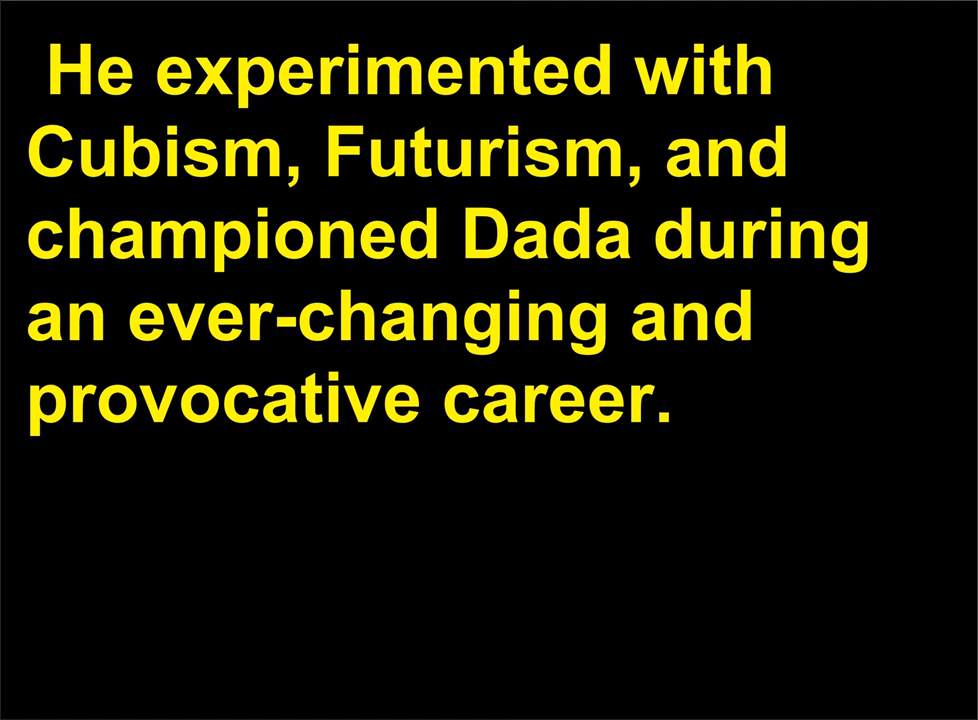 He experimented with
Cubism, Futurism, and
championed Dada during
an ever-changing and
provocative career.